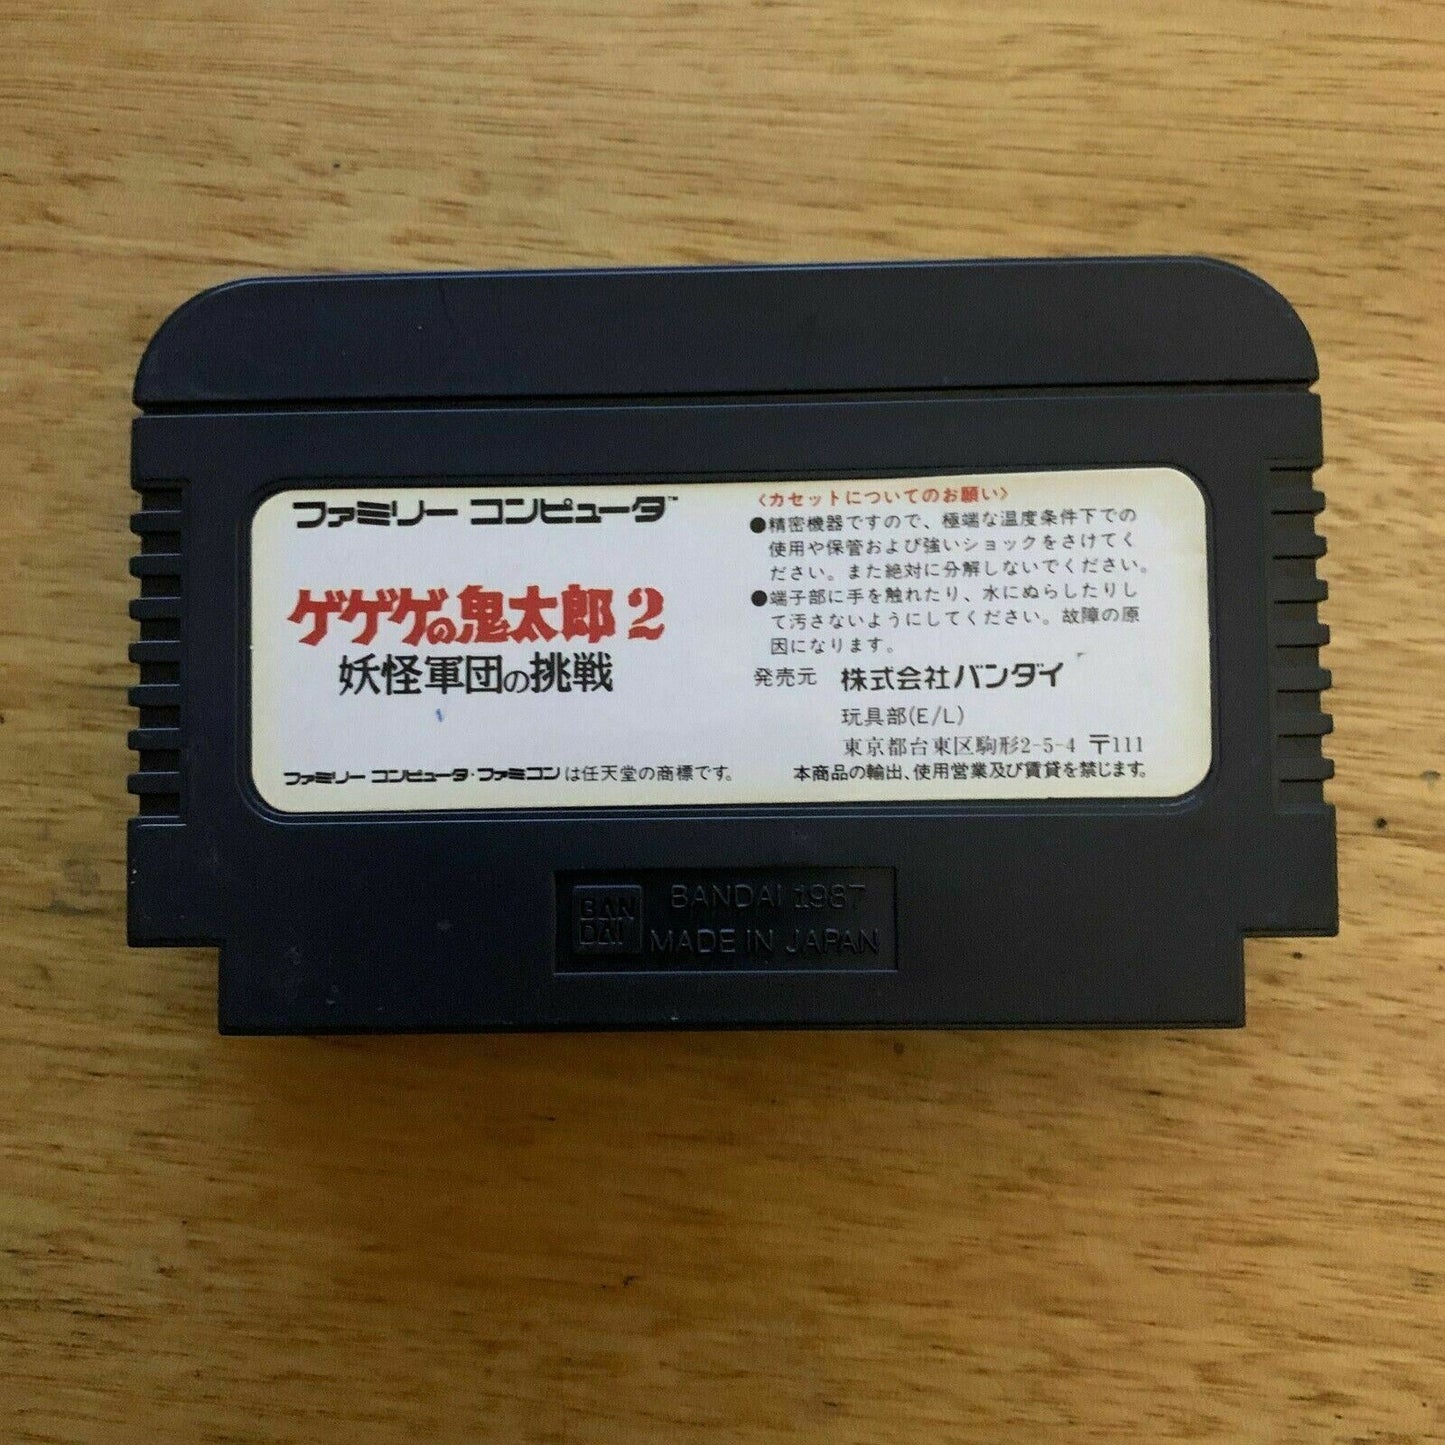 ファミリー コンピュータ™
ゲゲゲの鬼太郎2
妖怪軍団の挑戦
ファミリー コンピュータ・ファミコン は任天堂の商標です。
〈カセットについてのお願い〉
●精密機器ですので、極端な温度条件下での
使用や保管および強いショックをさけてく
ださい。また絶対に分解しないでください。
●端子部に手を触れたり、水にぬらしたりし
て汚さないようにしてください。故障の原
因になります。
発売元 株式会社バンダイ
玩具部(E/L)
東京都台東区駒形2-5-4 〒111
本商品の輸出、使用営業及び賃貸を禁じます。
BAN
DAI
BANDAI 1987
MADE IN JAPAN